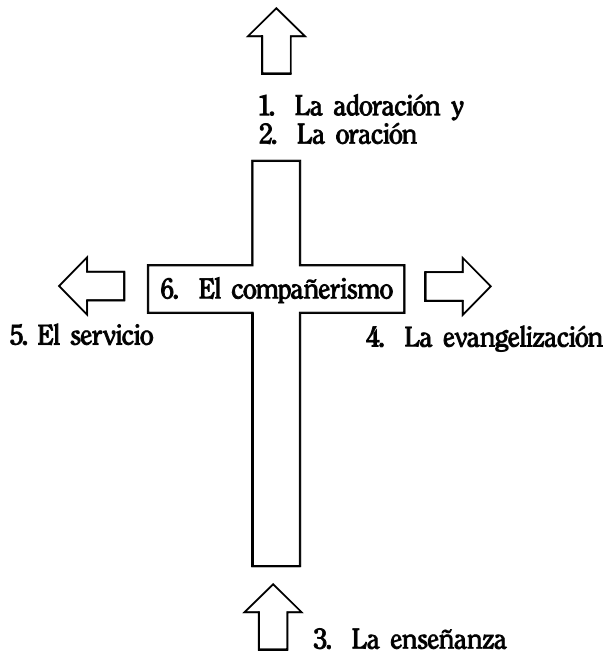 1. La adoración y
2. La oración
6. El compañerismo
5. El servicio
4. La evangelización
3. La enseñanza